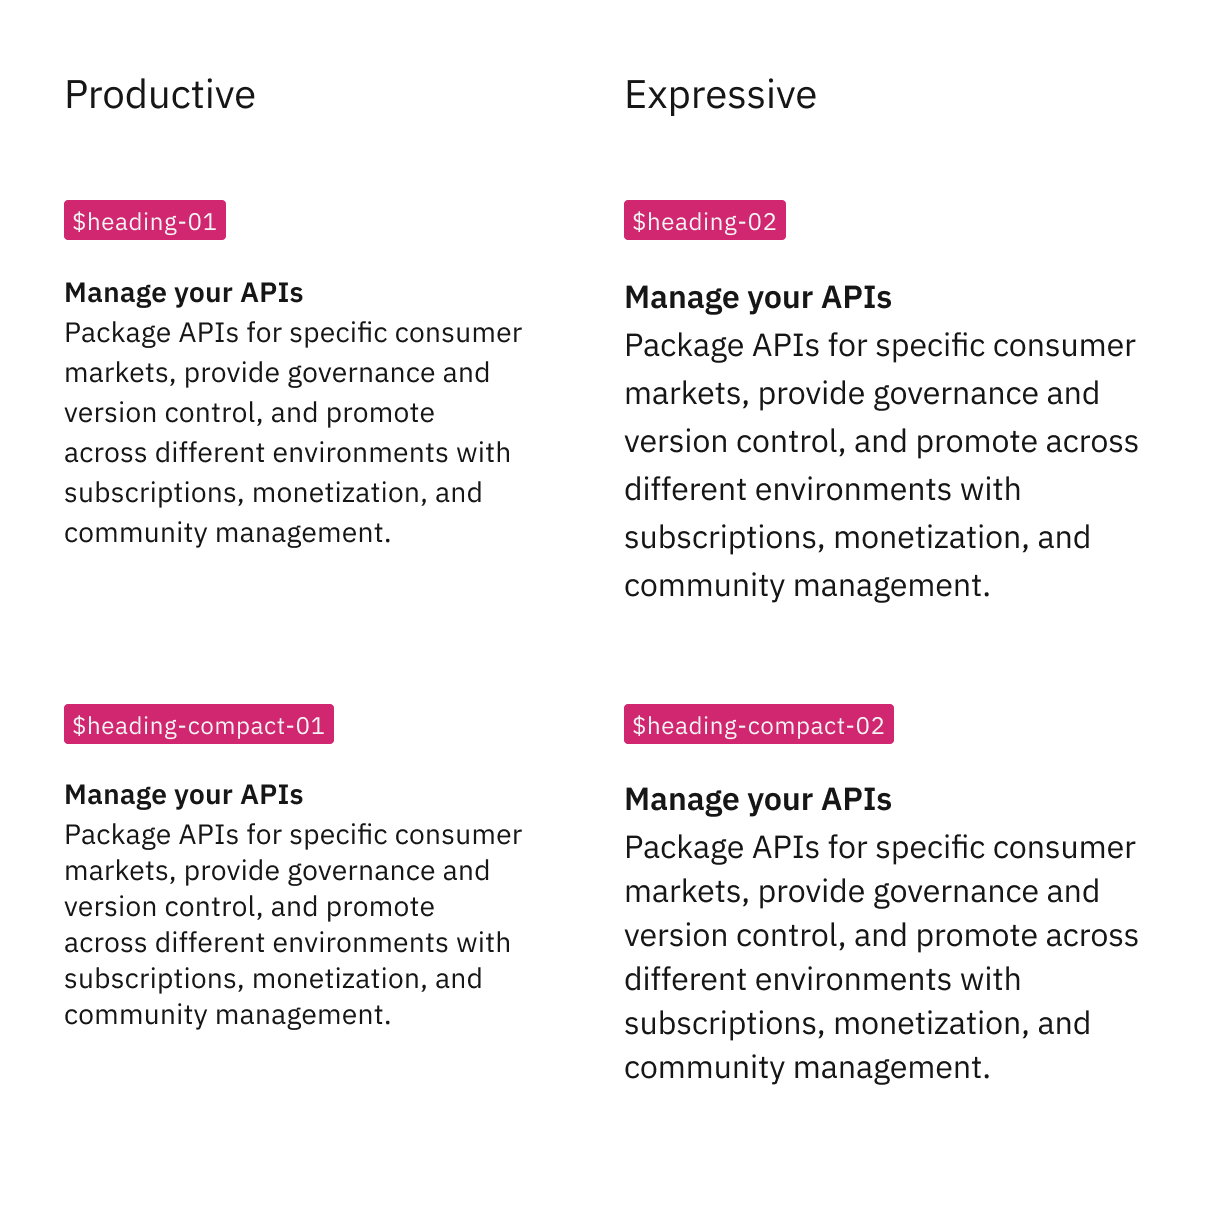 Productive
$heading-01
Manage your APIs
Package APIs for specific consumer
markets, provide governance and
version control, and promote
across different environments with
subscriptions, monetization, and
community management.
$heading-compact-01
Manage your APIs
Package APIs for specific consumer
markets, provide governance and
version control, and promote
across different environments with
subscriptions, monetization, and
community management.
Expressive
$heading-02
Manage your APIs
Package APIs for specific consumer
markets, provide governance and
version control, and promote across
different environments with
subscriptions, monetization, and
community management.
$heading-compact-02
Manage your APIs
Package APIs for specific consumer
markets, provide governance and
version control, and promote across
different environments with
subscriptions, monetization, and
community management.